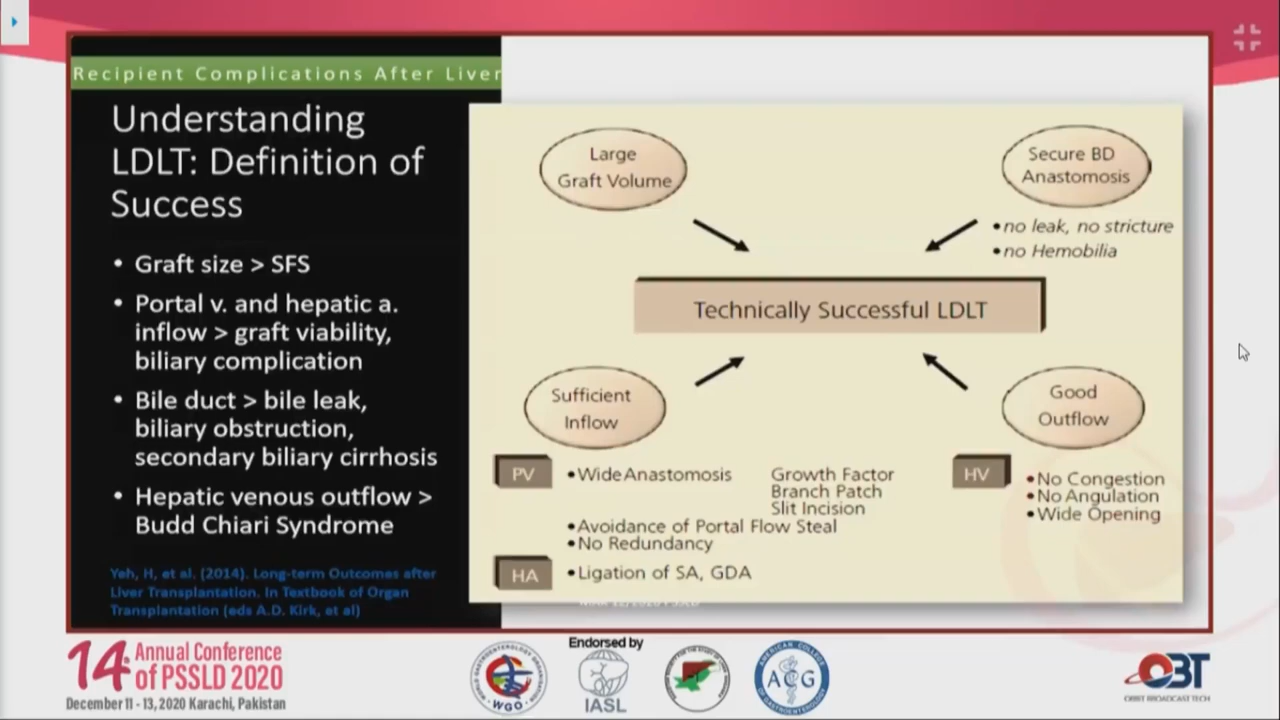 Recipient Complications After Liver
Understanding
LDLT: Definition of
Success
• Graft size > SFS
• Portal v. and hepatic a.
inflow > graft viability,
biliary complication
• Bile duct > bile leak,
biliary obstruction,
secondary biliary cirrhosis
• Hepatic venous outflow >
Budd Chiari Syndrome
Yeh, H, et al. (2014). Long-term Outcomes after
Liver Transplantation. In Textbook of Organ
Transplantation (eds A.D. Kirk, et al)
Large
Graft Volume
Secure BD
Anastomosis
•no leak, no stricture
•no Hemobilia
Technically Successful LDLT
Sufficient
Inflow
Good
Outflow
PV
•Wide Anastomosis
Growth Factor
Branch Patch
Slit Incision
•Avoidance of Portal Flow Steal
•No Redundancy
HA
•Ligation of SA, GDA
HV
•No Congestion
•No Angulation
•Wide Opening
14th Annual Conference
of PSSLD 2020
December 11 - 13, 2020 Karachi, Pakistan
Endorsed by
WGO
IASL
AMERICAN COLLEGE
ACG
OBT
ORBIT BROADCAST TECH